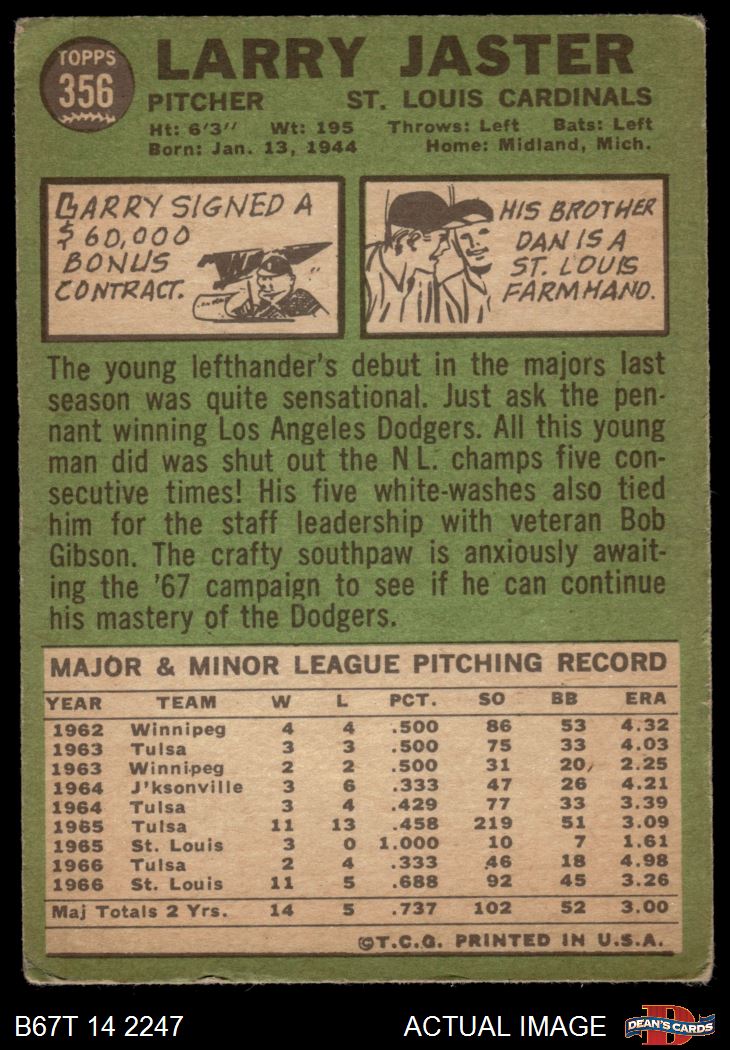 TOPPS
356
LARRY JASTER
PITCHER ST. LOUIS CARDINALS
Ht: 6'3" Wt: 195 Throws: Left Bats: Left
Born: Jan. 13, 1944 Home: Midland, Mich.
LARRY SIGNED A
$60,000
BONUS
CONTRACT.
HIS BROTHER
DAN IS A
ST. LOUIS
FARMHAND.
The young lefthander's debut in the majors last
season was quite sensational. Just ask the pen-
nant winning Los Angeles Dodgers. All this young
man did was shut out the N L. champs five con-
secutive times! His five white-washes also tied
him for the staff leadership with veteran Bob
Gibson. The crafty southpaw is anxiously await-
ing the '67 campaign to see if he can continue
his mastery of the Dodgers.
MAJOR & MINOR LEAGUE PITCHING RECORD
YEAR TEAM W L PCT. SO BB ERA
1962 Winnipeg 4 4 .500 86 53 4.32
1963 Tulsa 3 3 .500 75 33 4.03
1963 Winnipeg 2 2 .500 31 20 2.25
1964 J'ksonville 3 6 .333 47 26 4.21
1964 Tulsa 3 4 .429 77 33 3.39
1965 Tulsa 11 13 .458 219 51 3.09
1965 St. Louis 3 0 1.000 10 7 1.61
1966 Tulsa 2 4 .333 46 18 4.98
1966 St. Louis 11 5 .688 92 45 3.26
Maj Totals 2 Yrs. 14 5 .737 102 52 3.00
©T.C.G. PRINTED IN U.S.A.
B67T 14 2247 ACTUAL IMAGE D DEAN'S CARDS